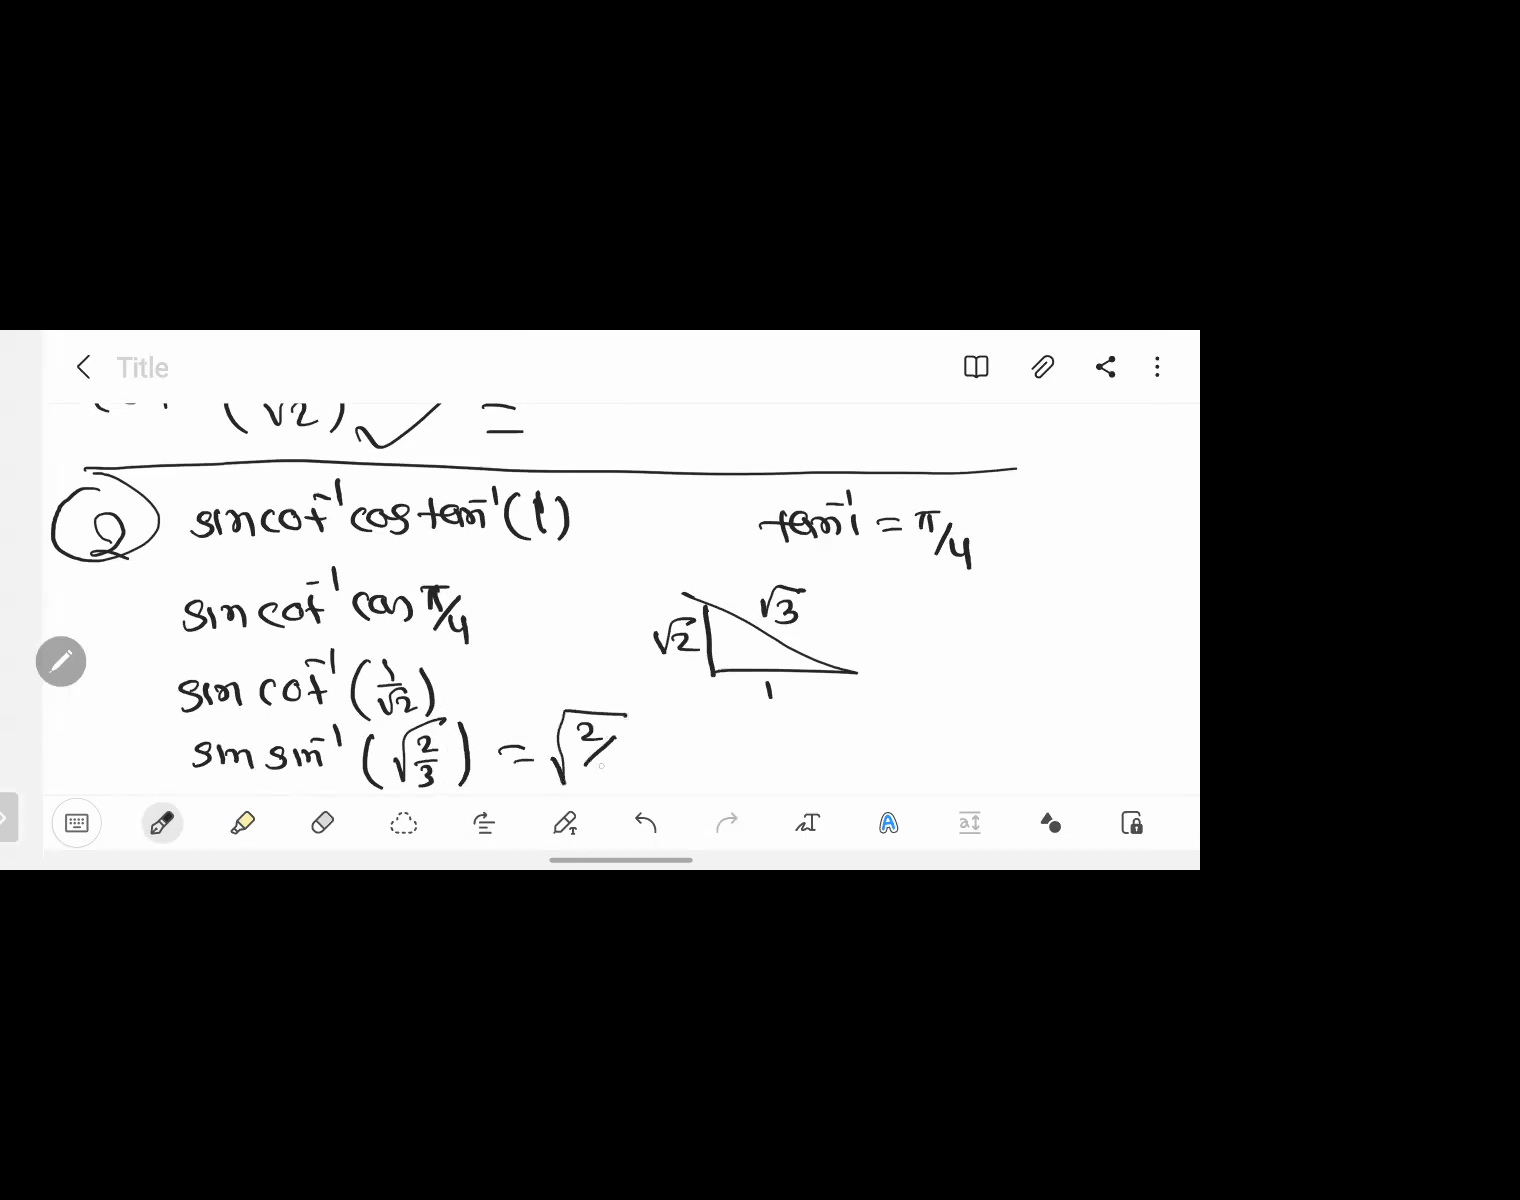 Title
(√2) ✓ =
Q sin cot⁻¹ cos tan⁻¹(1) tan⁻¹1 = π/4
sin cot⁻¹ cos π/4
√3
√2
sin cot⁻¹ (1/√2)
1
sin sin⁻¹ (√2/3) = √2/